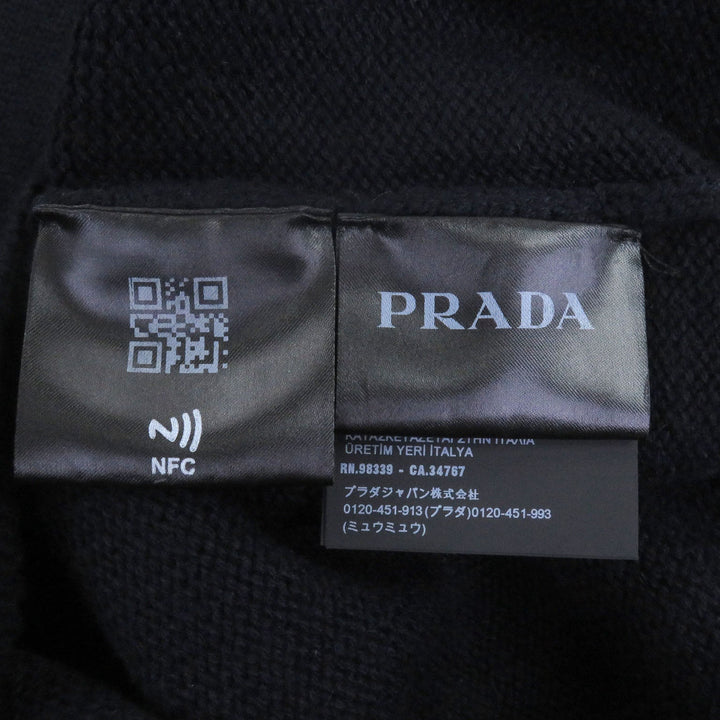 NFC
PRADA
ΚΑΤΑΣΚΕΥΑΖΕΤΑΙ ΣΤΗΝ ΙΤΑΛΙΑ
ÜRETİM YERİ İTALYA
RN.98339 - CA.34767
プラダジャパン株式会社
0120-451-913(プラダ)0120-451-993
(ミュウミュウ)